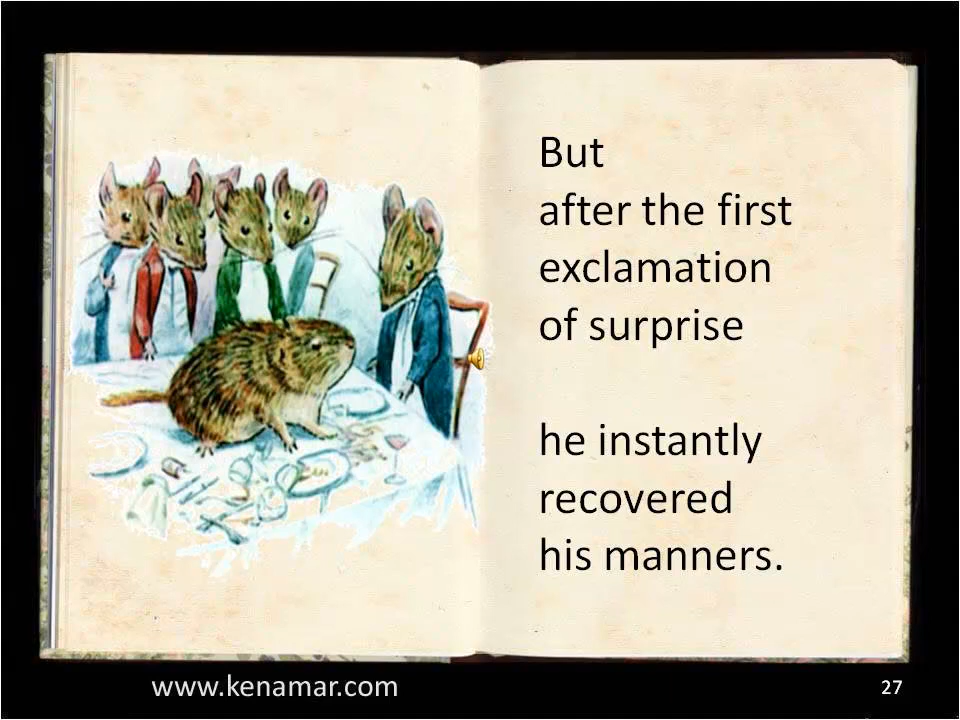 But
after the first
exclamation
of surprise
he instantly
recovered
his manners.
www.kenamar.com
27